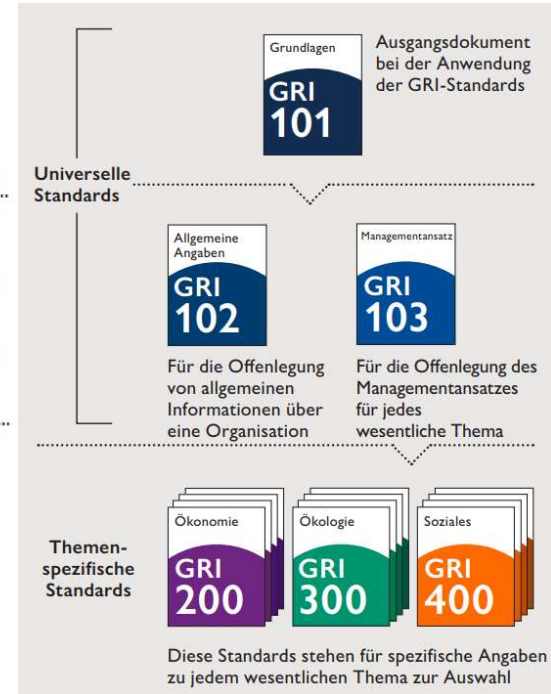 Grundlagen
GRI
101
Ausgangsdokument
bei der Anwendung
der GRI-Standards
Universelle
Standards
Allgemeine
Angaben
GRI
102
Managementansatz
GRI
103
Für die Offenlegung
von allgemeinen
Informationen über
eine Organisation
Für die Offenlegung des
Managementansatzes
für jedes
wesentliche Thema
Themen-
spezifische
Standards
Ökonomie
GRI
200
Ökologie
GRI
300
Soziales
GRI
400
Diese Standards stehen für spezifische Angaben
zu jedem wesentlichen Thema zur Auswahl